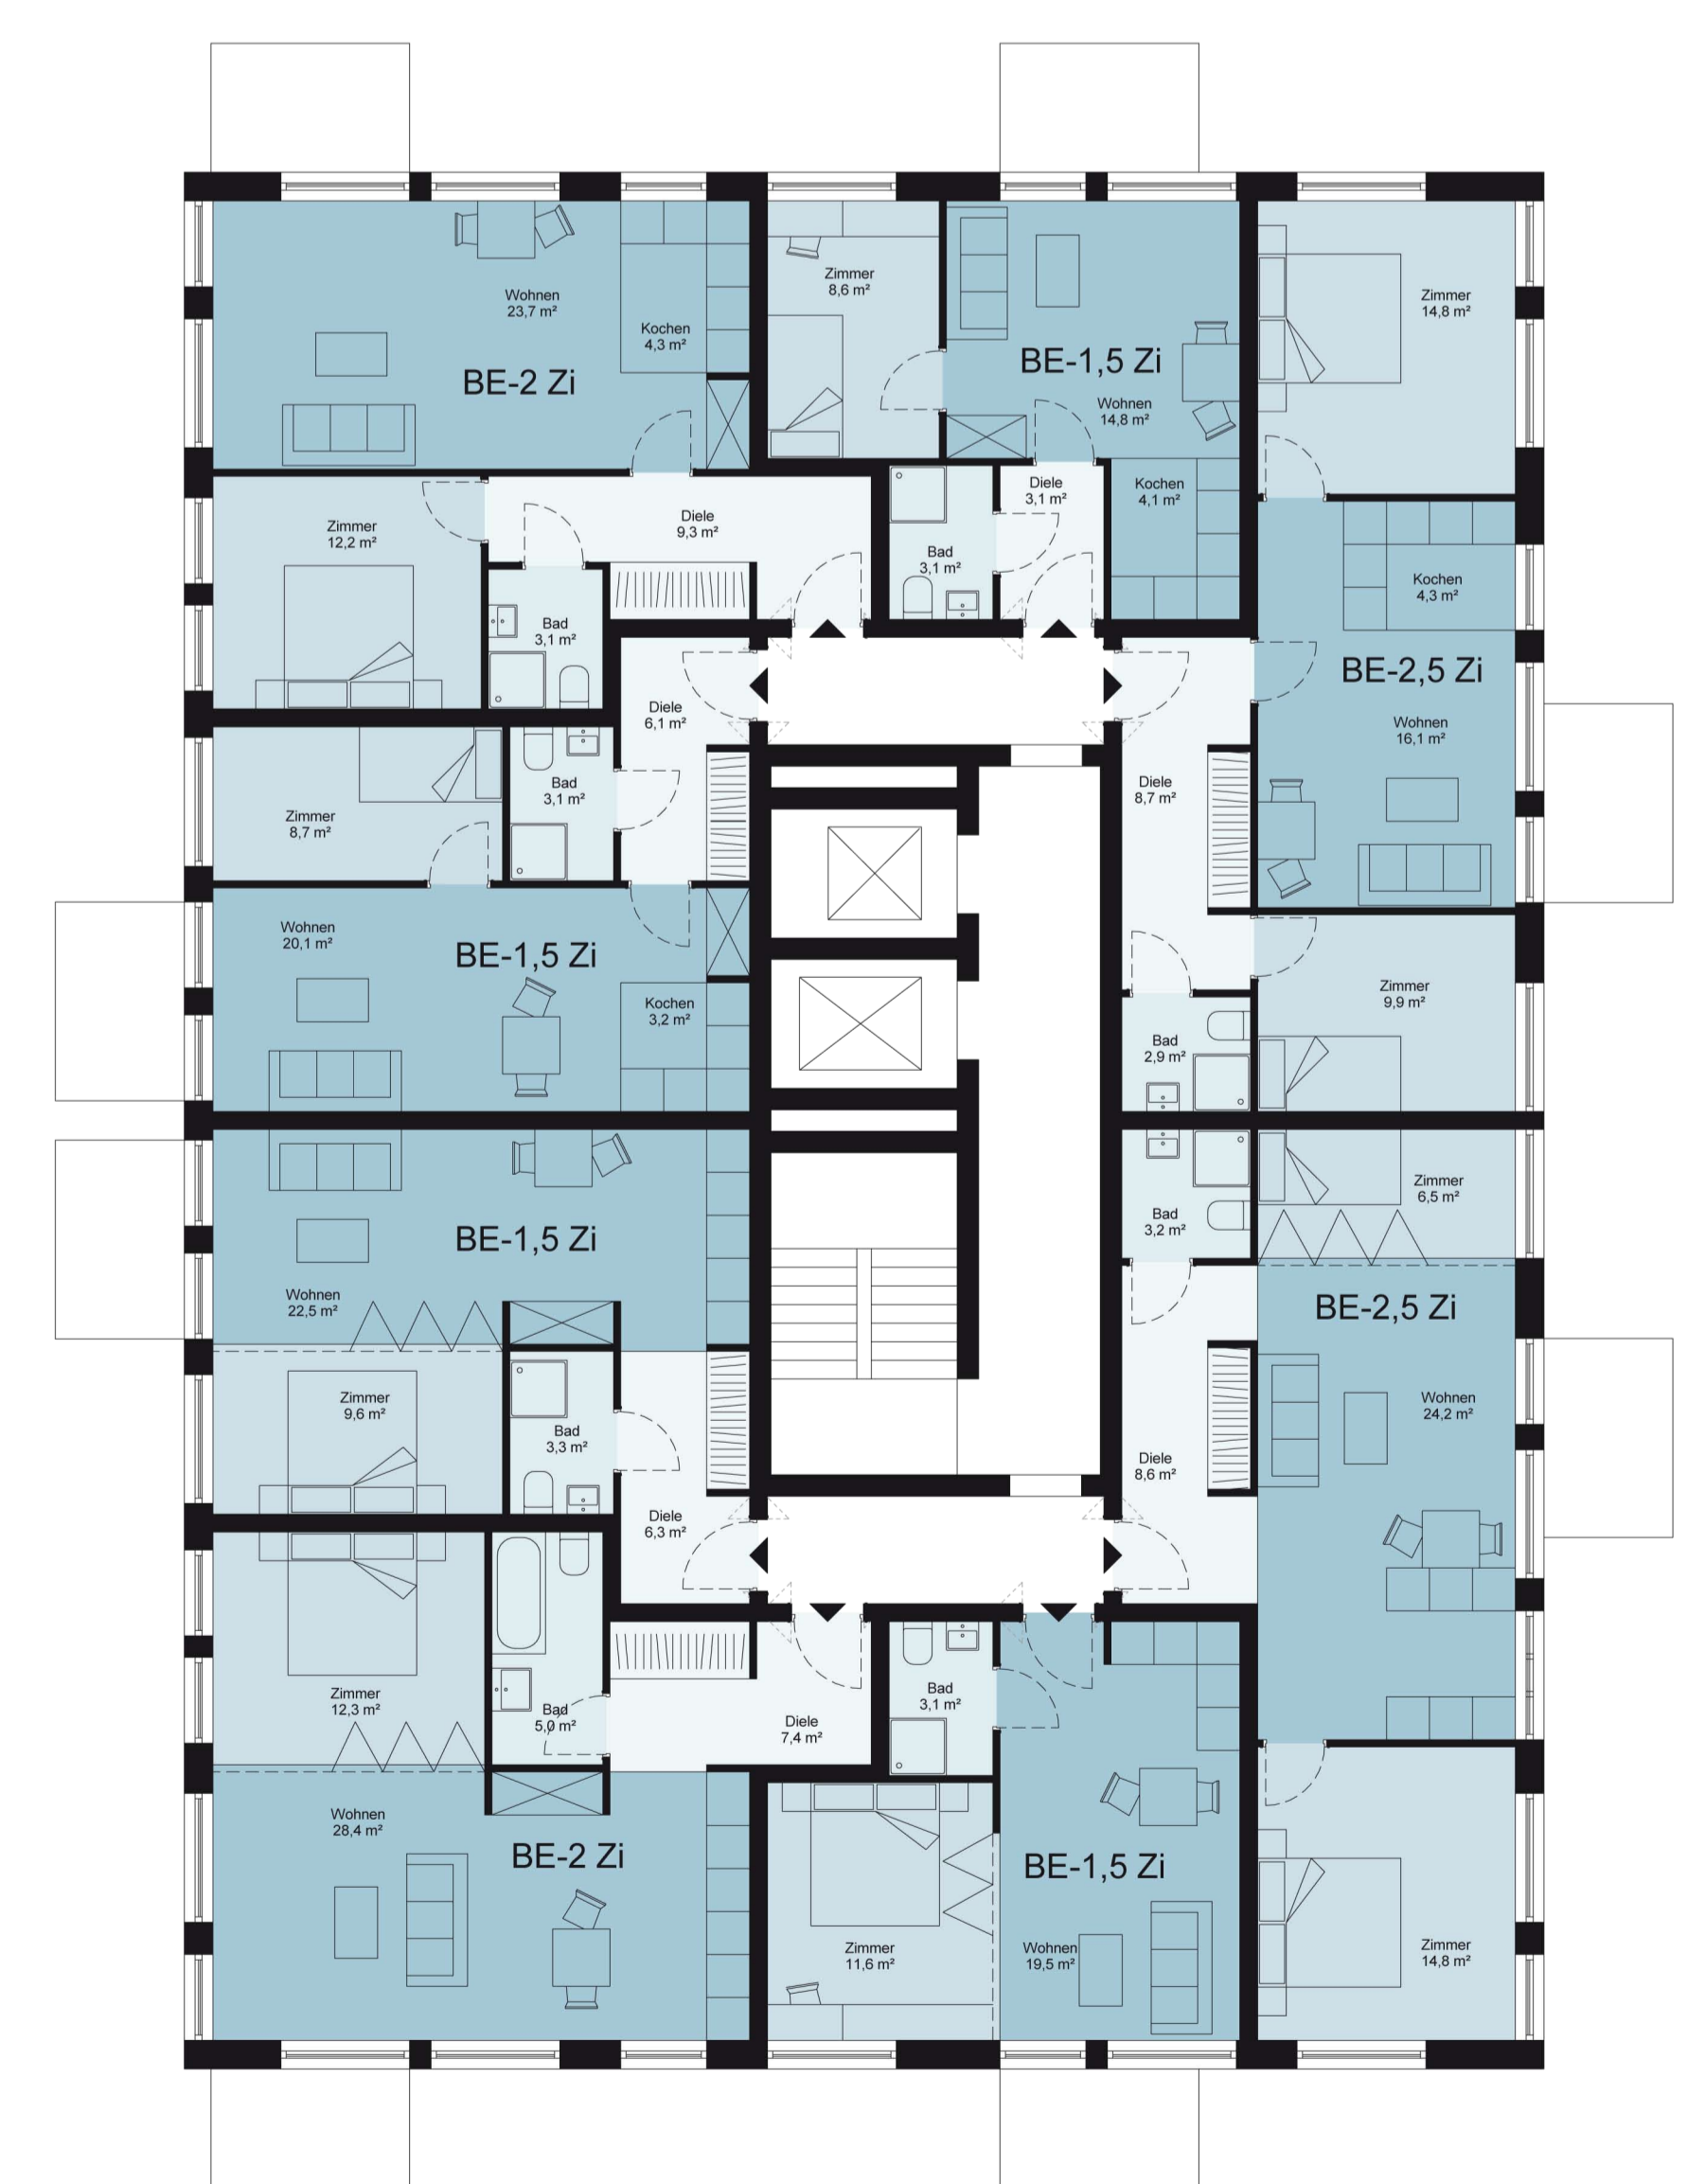 Wohnen
23,7 m²
Kochen
4,3 m²
BE-2 Zi
Zimmer
8,6 m²
BE-1,5 Zi
Wohnen
14,8 m²
Zimmer
14,8 m²
Zimmer
12,2 m²
Diele
9,3 m²
Bad
3,1 m²
Diele
3,1 m²
Kochen
4,1 m²
Bad
3,1 m²
Kochen
4,3 m²
BE-2,5 Zi
Wohnen
16,1 m²
Diele
6,1 m²
Bad
3,1 m²
Zimmer
8,7 m²
Diele
8,7 m²
Wohnen
20,1 m²
BE-1,5 Zi
Kochen
3,2 m²
Zimmer
9,9 m²
Bad
2,9 m²
BE-1,5 Zi
Wohnen
22,5 m²
Bad
3,2 m²
Zimmer
6,5 m²
BE-2,5 Zi
Zimmer
9,6 m²
Bad
3,3 m²
Diele
6,3 m²
Diele
8,6 m²
Wohnen
24,2 m²
Zimmer
12,3 m²
Bad
5,0 m²
Diele
7,4 m²
Bad
3,1 m²
Wohnen
28,4 m²
BE-2 Zi
BE-1,5 Zi
Zimmer
11,6 m²
Wohnen
19,5 m²
Zimmer
14,8 m²